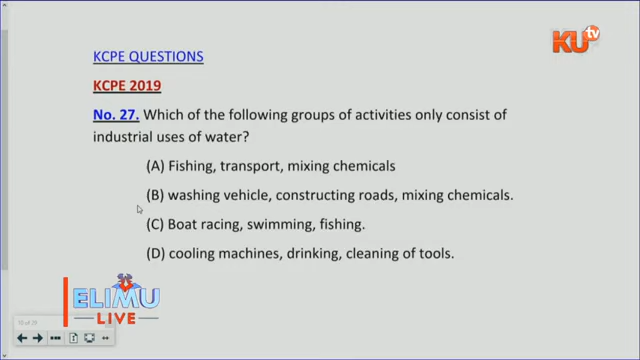 KCPE QUESTIONS
KU tv
KCPE 2019
No. 27. Which of the following groups of activities only consist of
industrial uses of water?
(A) Fishing, transport, mixing chemicals
(B) washing vehicle, constructing roads, mixing chemicals.
(C) Boat racing, swimming, fishing.
(D) cooling machines, drinking, cleaning of tools.
ELIMU
LIVE